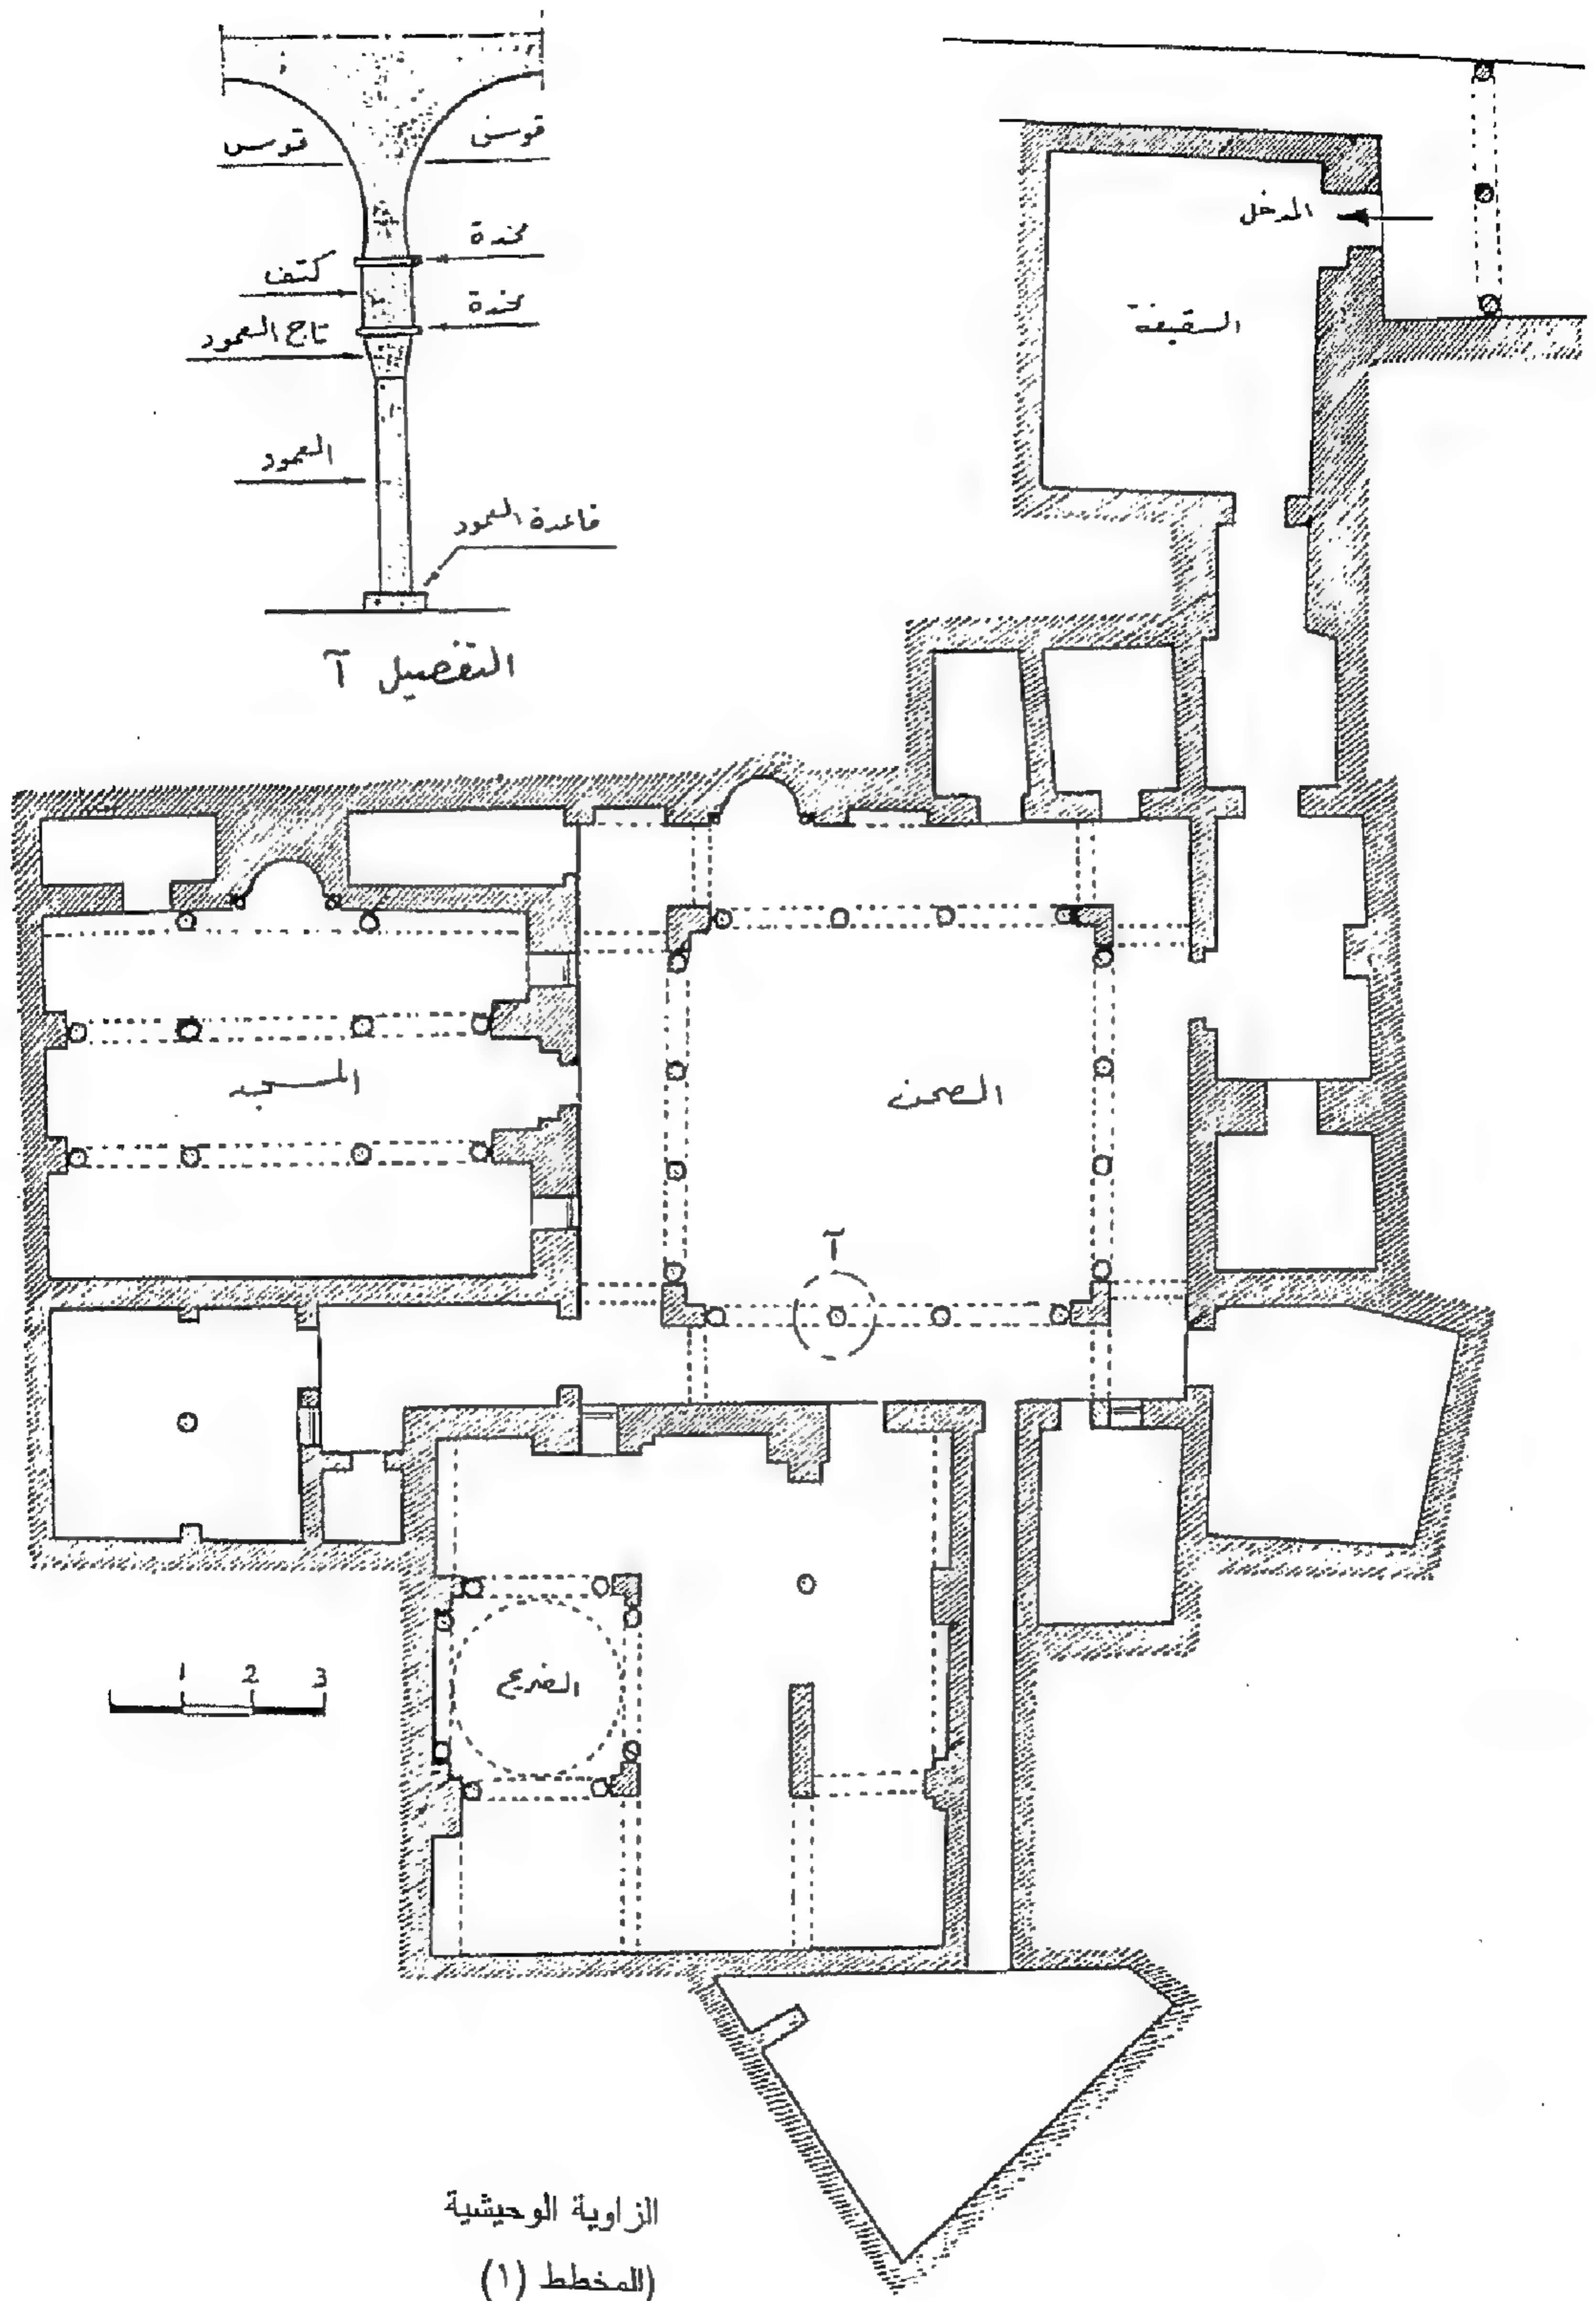 قوس
قوس
مخدة
كتف
مخدة
تاج العمود
العمود
قاعدة العمود
التفصيل آ
المدخل
السقيفة
المسجد
الصحن
آ
الضريح
1 2 3
الزاوية الوحيشية
(المخطط (١)